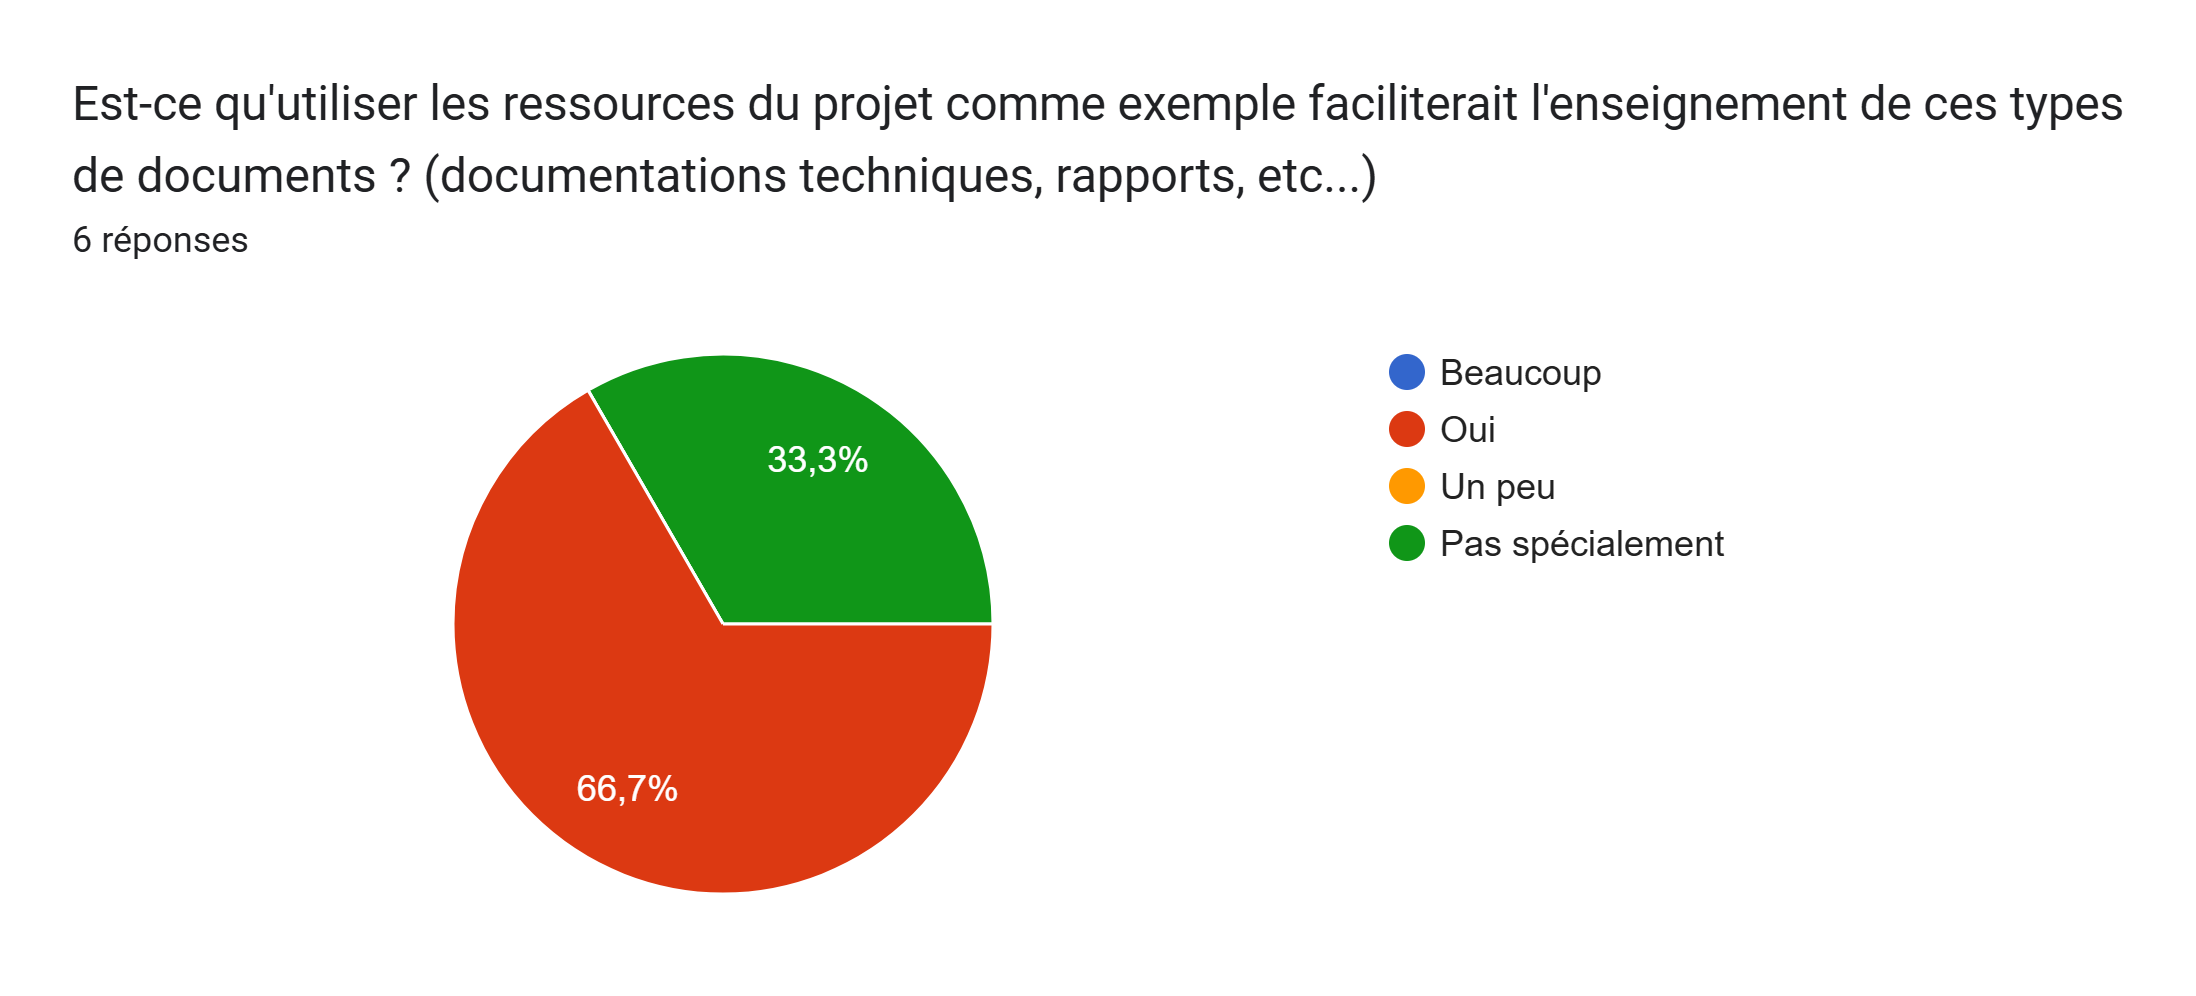 Est-ce qu'utiliser les ressources du projet comme exemple faciliterait l'enseignement de ces types
de documents ? (documentations techniques, rapports, etc...)
6 réponses
33,3%
66,7%
Beaucoup
Oui
Un peu
Pas spécialement